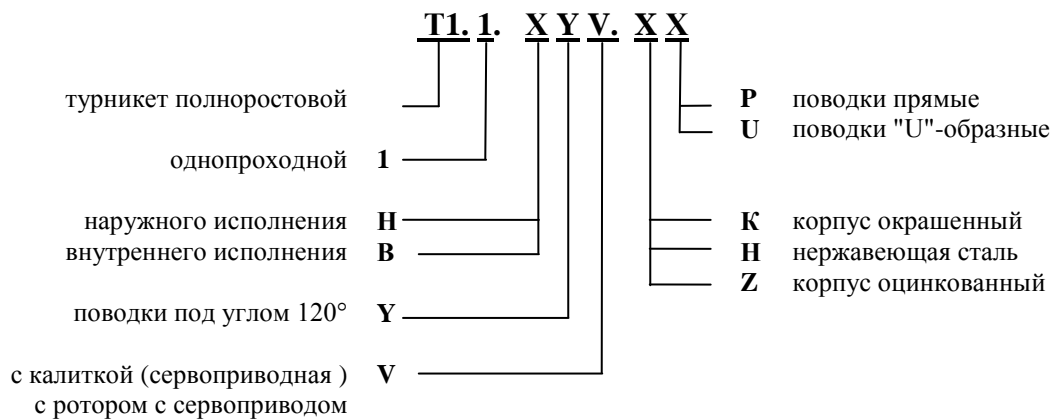 Т1.1. X Y V. X X
турникет полноростовой
однопроходной 1
наружного исполнения Н
внутреннего исполнения В
поводки под углом 120° Y
с калиткой (сервоприводная ) V
с ротором с сервоприводом
Р поводки прямые
U поводки "U"-образные
К корпус окрашенный
Н нержавеющая сталь
Z корпус оцинкованный